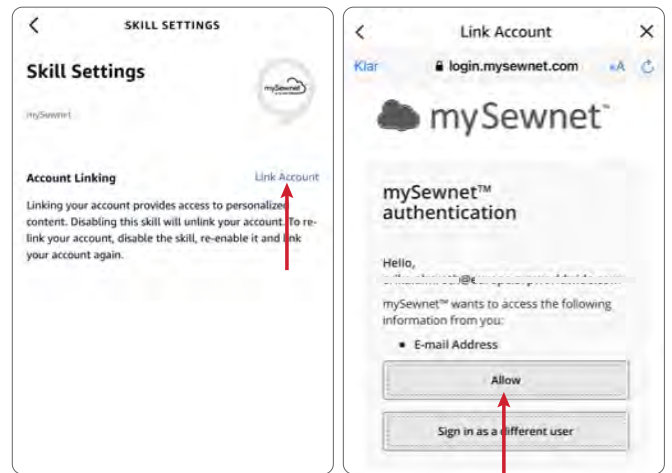 SKILL SETTINGS
Skill Settings
mySewnet
mySewnet
Account Linking
Link Account
Linking your account provides access to personalized
content. Disabling this skill will unlink your account. To re-
link your account, disable the skill, re-enable it and link
your account again.
Link Account
Klar
login.mysewnet.com
AA
mySewnet™
mySewnet™
authentication
Hello,
mySewnet™ wants to access the following
information from you:
• E-mail Address
Allow
Sign in as a different user